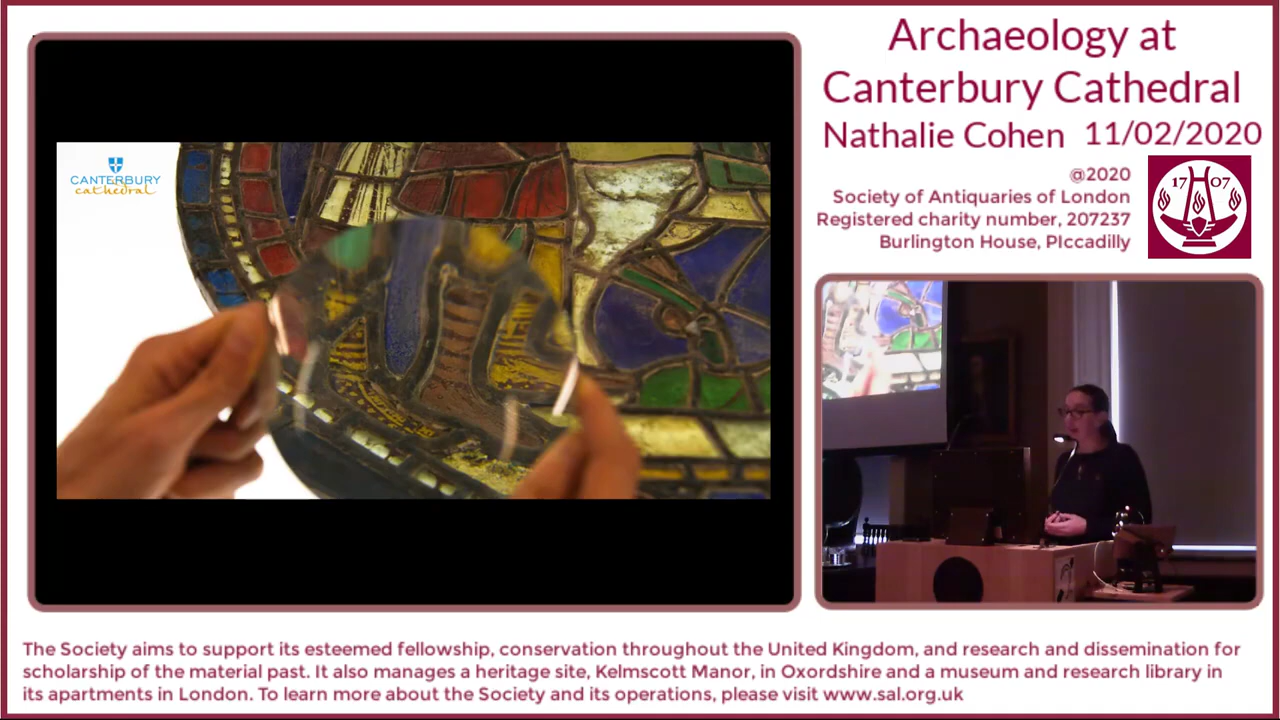 Archaeology at
Canterbury Cathedral
Nathalie Cohen 11/02/2020
@2020
Society of Antiquaries of London
Registered charity number, 207237
Burlington House, PIccadilly
17 07
CANTERBURY
cathedral
The Society aims to support its esteemed fellowship, conservation throughout the United Kingdom, and research and dissemination for
scholarship of the material past. It also manages a heritage site, Kelmscott Manor, in Oxordshire and a museum and research library in
its apartments in London. To learn more about the Society and its operations, please visit www.sal.org.uk